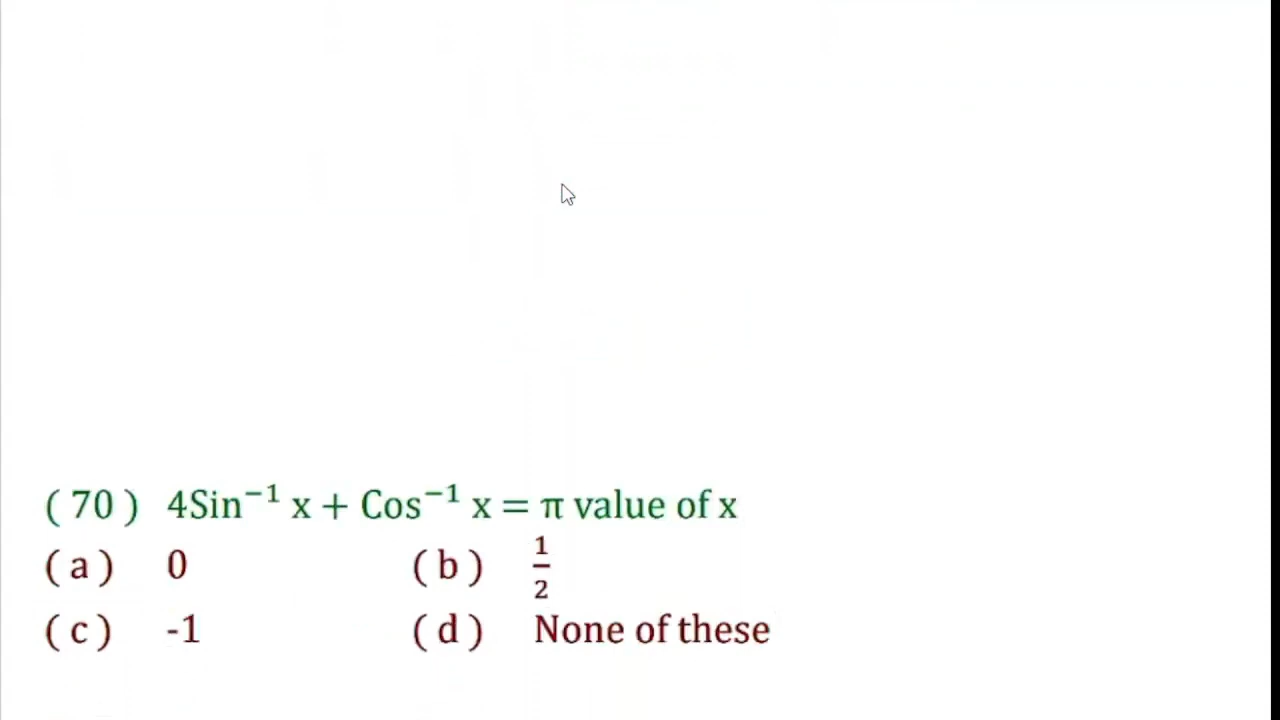 ( 70 ) 4Sin⁻¹ x + Cos⁻¹ x = π value of x
( a ) 0 ( b ) 1/2
( c ) -1 ( d ) None of these